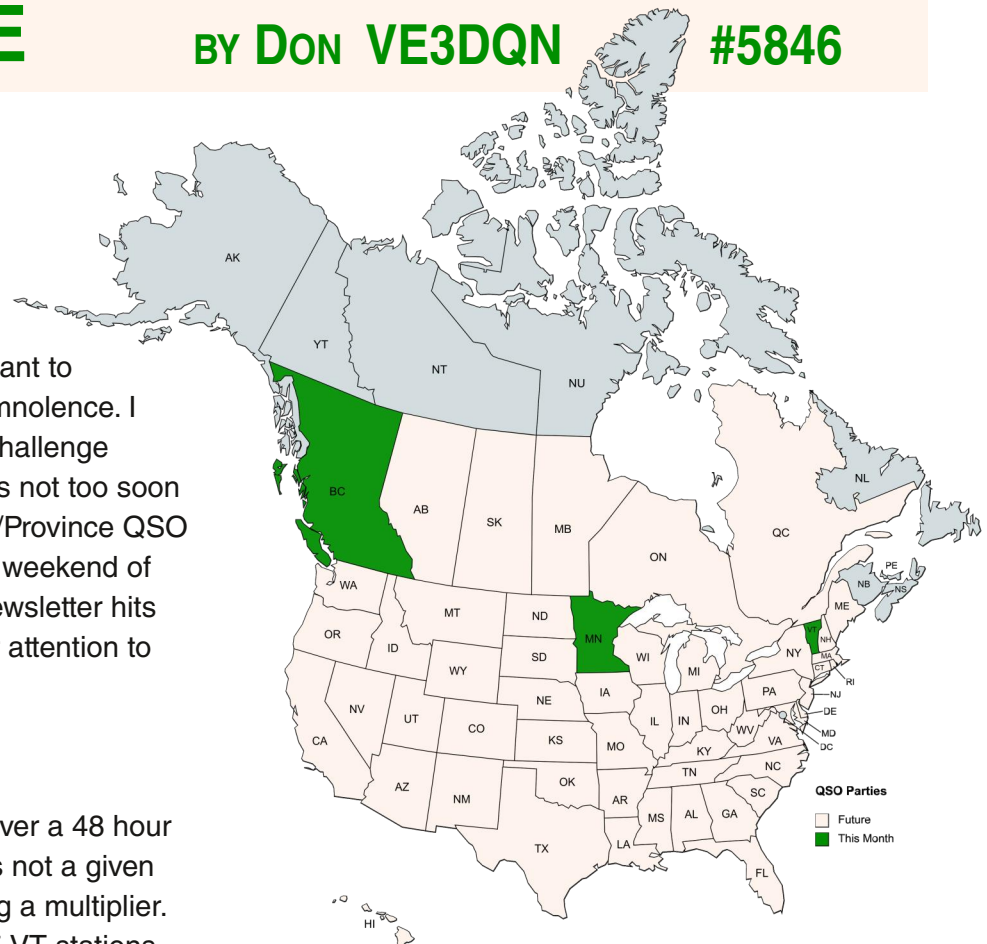 E BY DON VE3DQN #5846
ant to
mnolence. I
hallenge
s not too soon
/Province QSO
weekend of
ewsletter hits
attention to
ver a 48 hour
s not a given
g a multiplier.
VT stations
AK
YT
NT
NU
BC
AB
SK
MB
ON
QC
NL
PE
NB
NS
WA
MT
ND
MN
ME
VT
NH
OR
ID
SD
WI
MI
NY
MA
CT
RI
WY
NE
IA
PA
NJ
NV
UT
CO
IL
IN
OH
DE
MD
DC
CA
KS
MO
WV
VA
KY
NC
AZ
NM
OK
TN
SC
AR
MS
AL
GA
TX
LA
FL
HI
QSO Parties
Future
This Month